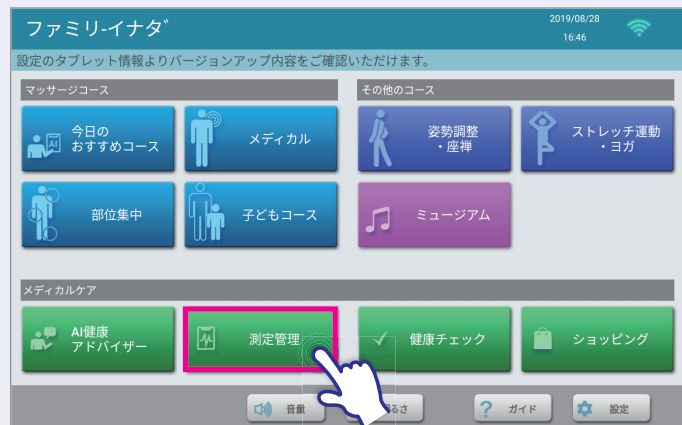 ファミリーイナダ
2019/08/28
16:46
設定のタブレット情報よりバージョンアップ内容をご確認いただけます。
マッサージコース
その他のコース
AI
今日の
おすすめコース
メディカル
姿勢調整
・座禅
ストレッチ運動
・ヨガ
部位集中
子どもコース
ミュージアム
メディカルケア
AI健康
アドバイザー
測定管理
健康チェック
ショッピング
音量
るさ
?
ガイド
設定